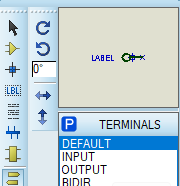 LABEL
0°
LBL
P TERMINALS
DEFAULT
INPUT
OUTPUT
BIDIR